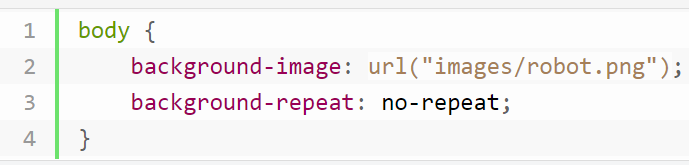 1 body {
2     background-image: url("images/robot.png");
3     background-repeat: no-repeat;
4 }